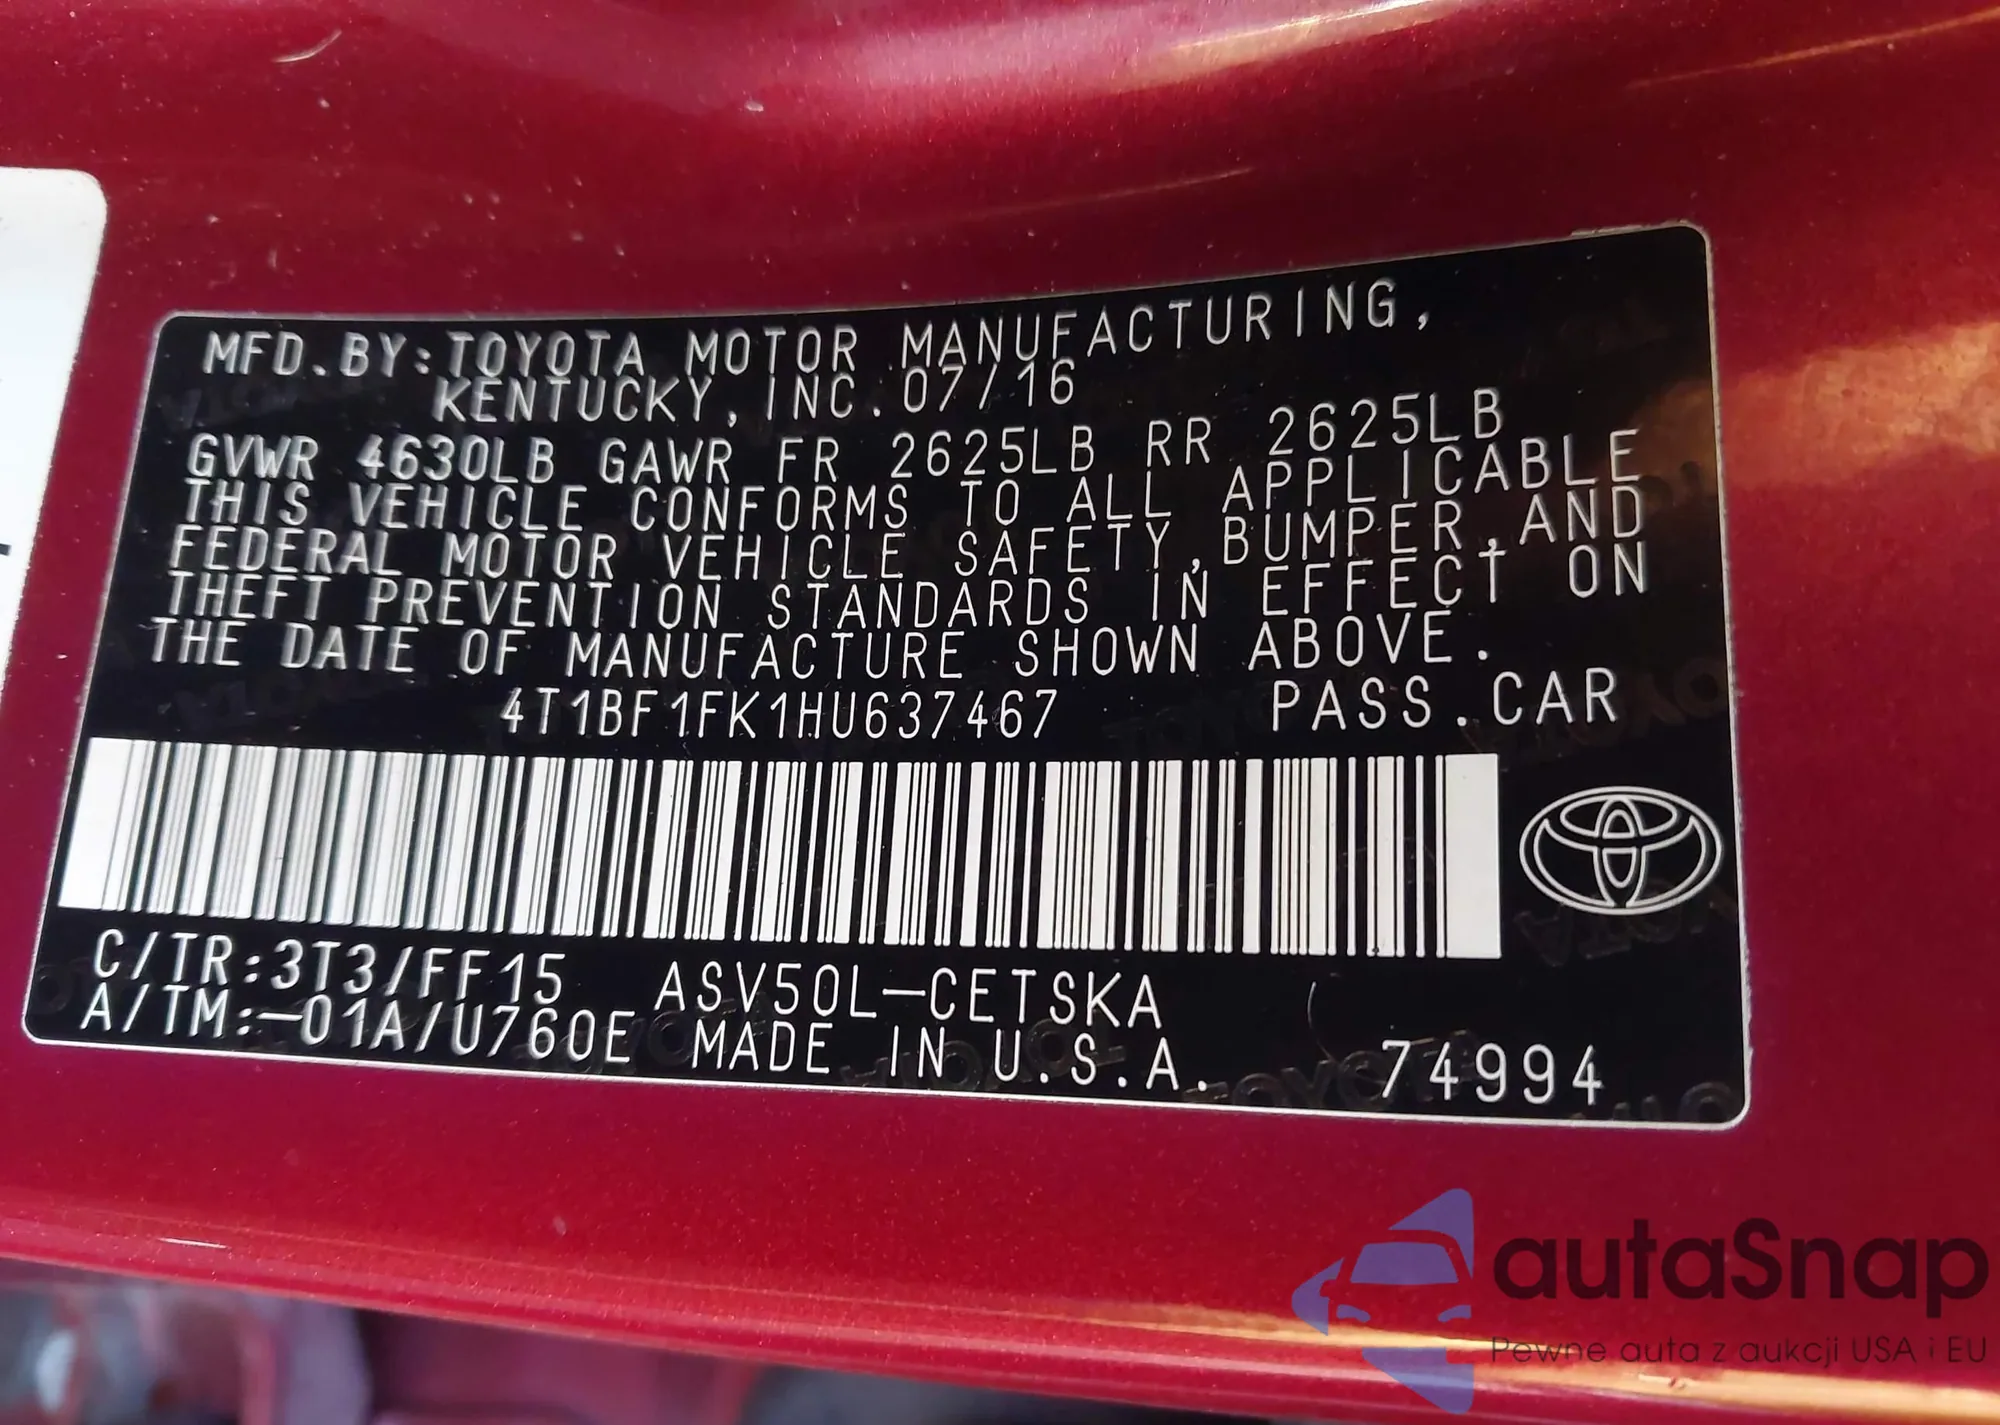 MFD.BY:TOYOTA MOTOR MANUFACTURING,
KENTUCKY, INC. 07/16
GVWR 4630LB GAWR FR 2625LB RR 2625LB
THIS VEHICLE CONFORMS TO ALL APPLICABLE
FEDERAL MOTOR VEHICLE SAFETY, BUMPER, AND
THEFT PREVENTION STANDARDS IN EFFECT ON
THE DATE OF MANUFACTURE SHOWN ABOVE.
4T1BF1FK1HU637467 PASS.CAR
C/TR:3T3/FF15 ASV50L-CETSKA
A/TM:-01A/U760E MADE IN U.S.A. 74994
autaSnap
Pewne auta z aukcji USA i EU